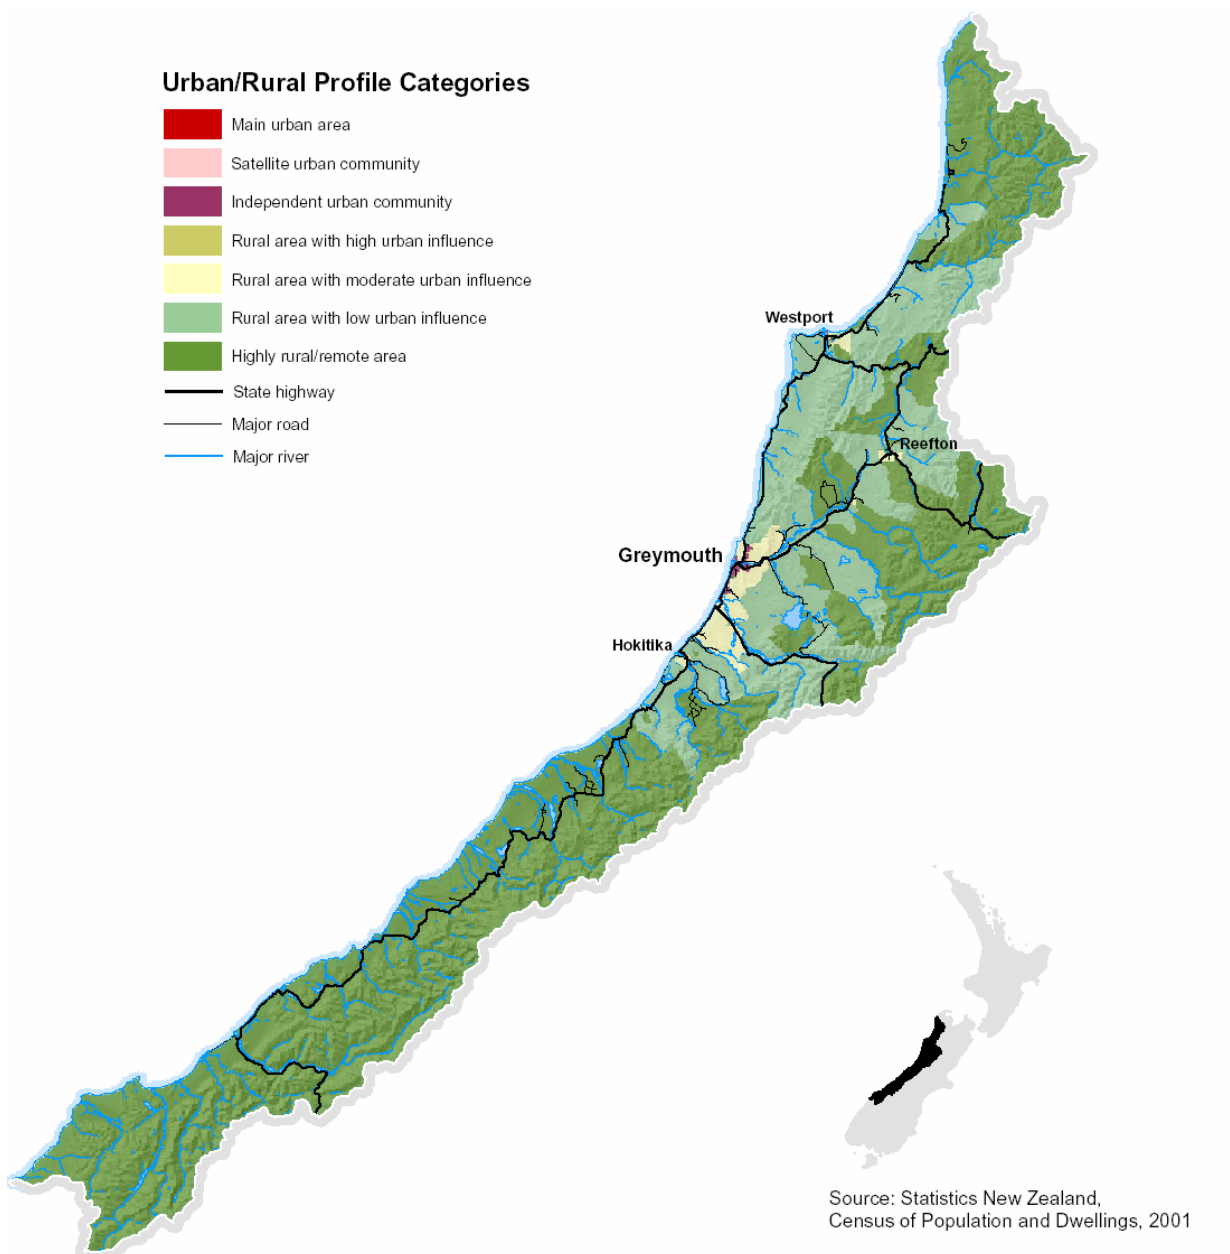 Urban/Rural Profile Categories
Main urban area
Satellite urban community
Independent urban community
Rural area with high urban influence
Rural area with moderate urban influence
Rural area with low urban influence
Highly rural/remote area
State highway
Major road
Major river
Westport
Reefton
Greymouth
Hokitika
Source: Statistics New Zealand,
Census of Population and Dwellings, 2001